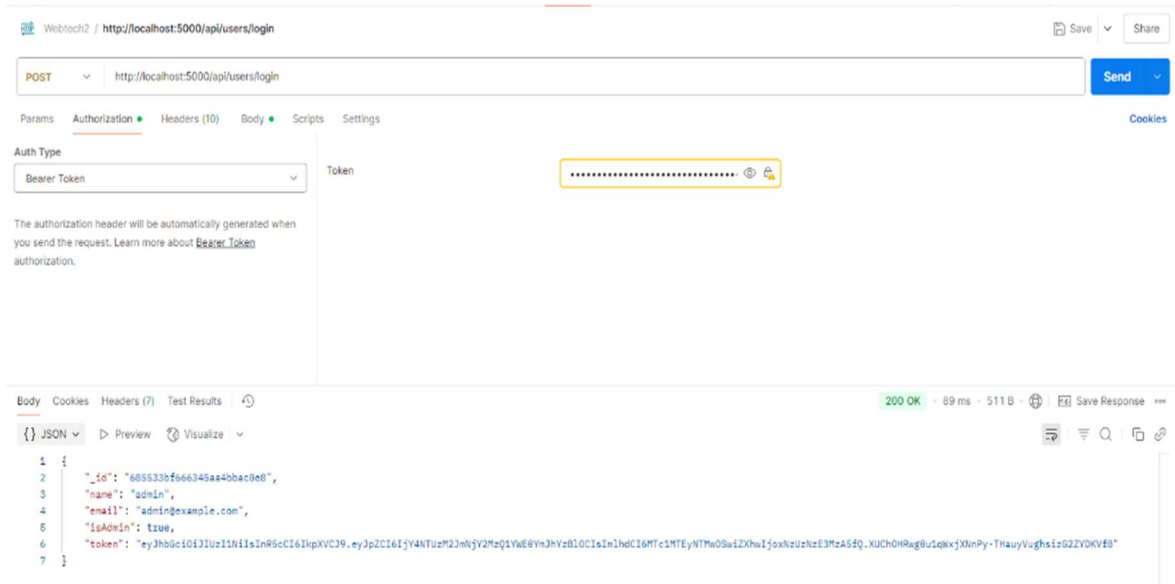 Webtech2 / http://localhost:5000/api/users/login
Save
Share
POST
http://localhost:5000/api/users/login
Send
Params Authorization Headers (10) Body Scripts Settings
Cookies
Auth Type
Bearer Token
Token
The authorization header will be automatically generated when
you send the request. Learn more about Bearer Token
authorization.
Body Cookies Headers (7) Test Results
200 OK 89 ms 511 B Save Response
{} JSON Preview Visualize
1 {
2 "_id": "685533bf666345aa4bbac0e8",
3 "name": "admin",
4 "email": "admin@example.com",
5 "isAdmin": true,
6 "token":
7 }